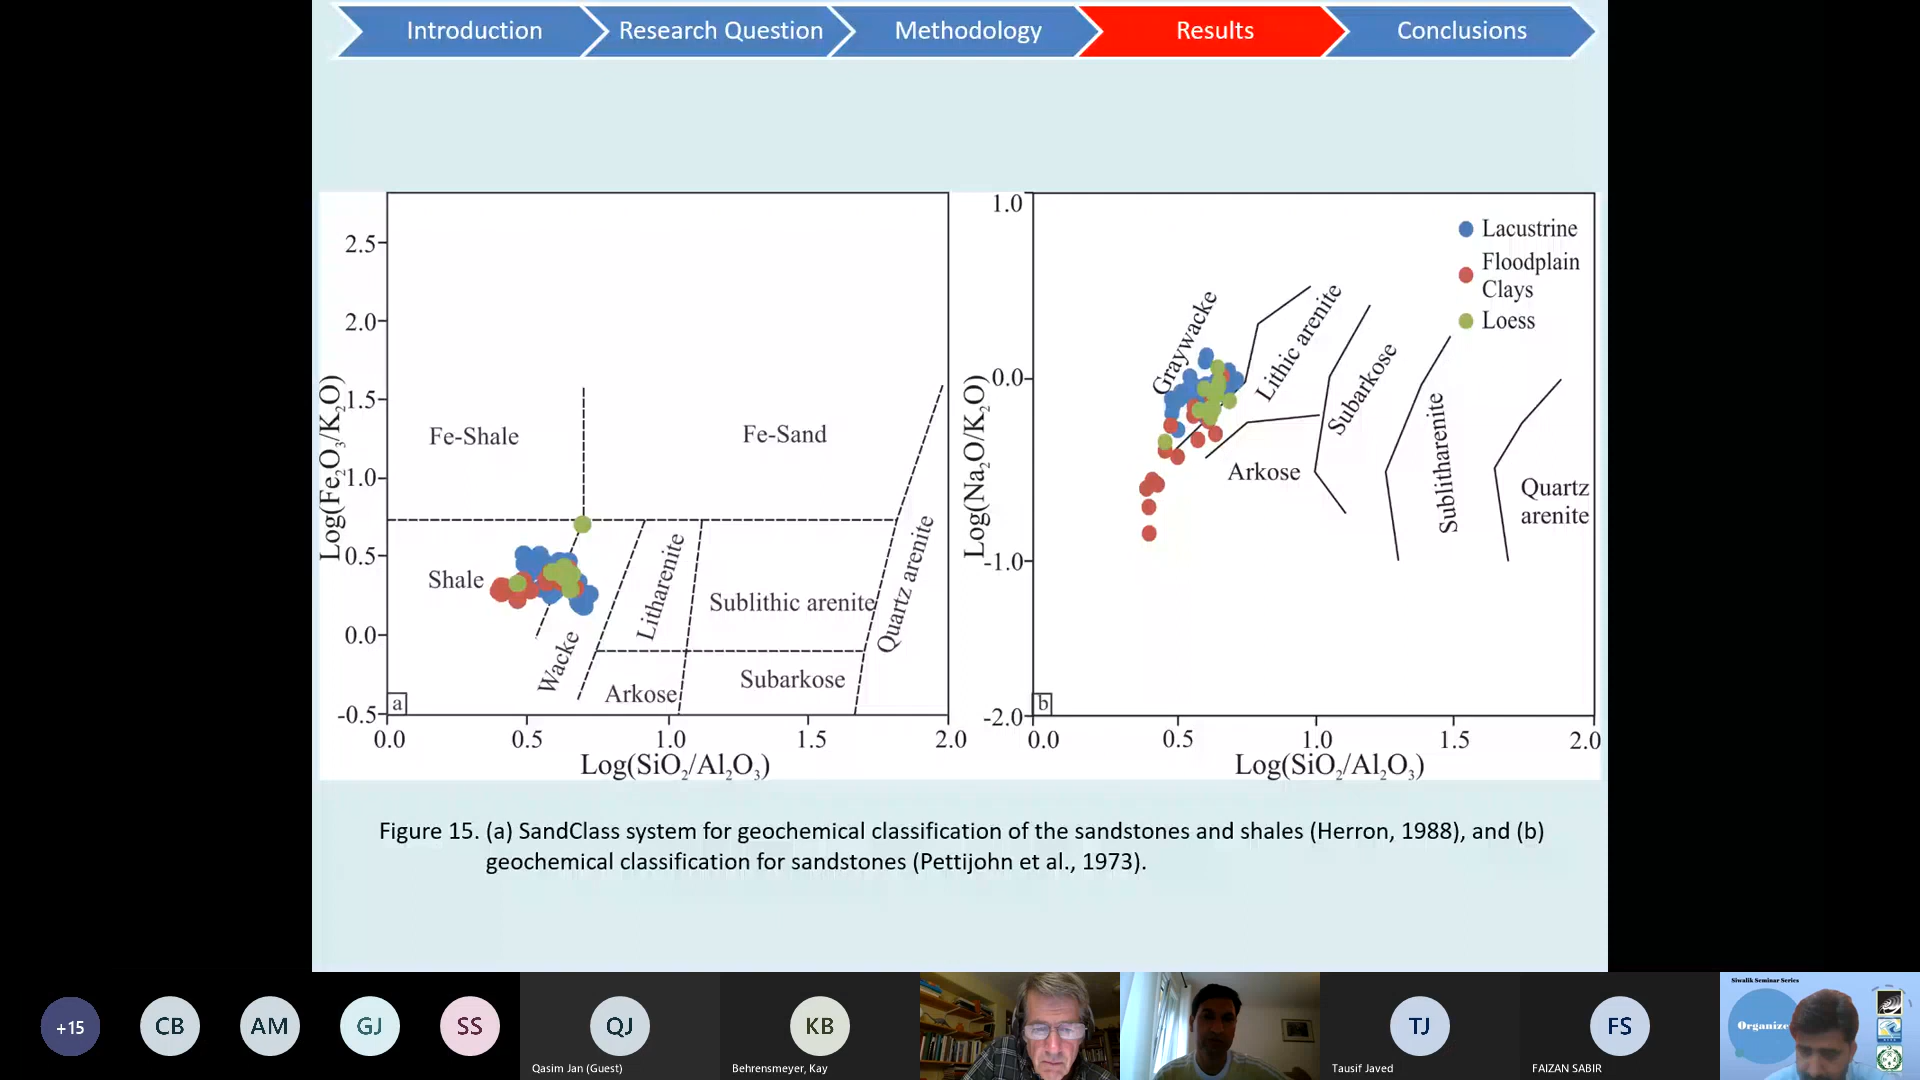 Introduction
Research Question
Methodology
Results
Conclusions
2.5
2.0
1.5
1.0
0.5
0.0
-0.5
Log(Fe₂O₃/K₂O)
Fe-Shale
Fe-Sand
Shale
Wacke
Litharenite
Sublithic arenite
Quartz arenite
Arkose
Subarkose
a
0.0 0.5 1.0 1.5 2.0
Log(SiO₂/Al₂O₃)
1.0
0.0
-1.0
-2.0
Log(Na₂O/K₂O)
Lacustrine
Floodplain
Clays
Loess
Graywacke
Lithic arenite
Subarkose
Sublitharenite
Arkose
Quartz
arenite
b
0.0 0.5 1.0 1.5 2.0
Log(SiO₂/Al₂O₃)
Figure 15. (a) SandClass system for geochemical classification of the sandstones and shales (Herron, 1988), and (b)
geochemical classification for sandstones (Pettijohn et al., 1973).
+15
CB
AM
GJ
SS
QJ
Qasim Jan (Guest)
KB
Behrensmeyer, Kay
TJ
Tausif Javed
FS
FAIZAN SABIR
Siwalik Seminar Series
Organize